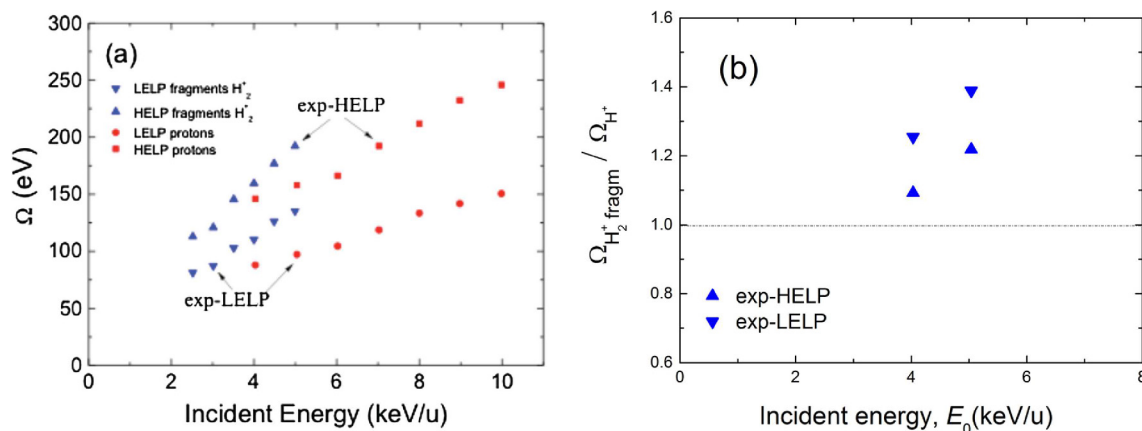 (a)
LELP fragments H⁺₂
HELP fragments H⁺₂
LELP protons
HELP protons
exp-HELP
exp-LELP
300
250
200
150
100
50
0
Ω (eV)
0 2 4 6 8 10
Incident Energy (keV/u)
(b)
exp-HELP
exp-LELP
1.6
1.4
1.2
1.0
0.8
0.6
Ω_H₂⁺ fragm / Ω_H⁺
0 2 4 6 8
Incident energy, E₀(keV/u)